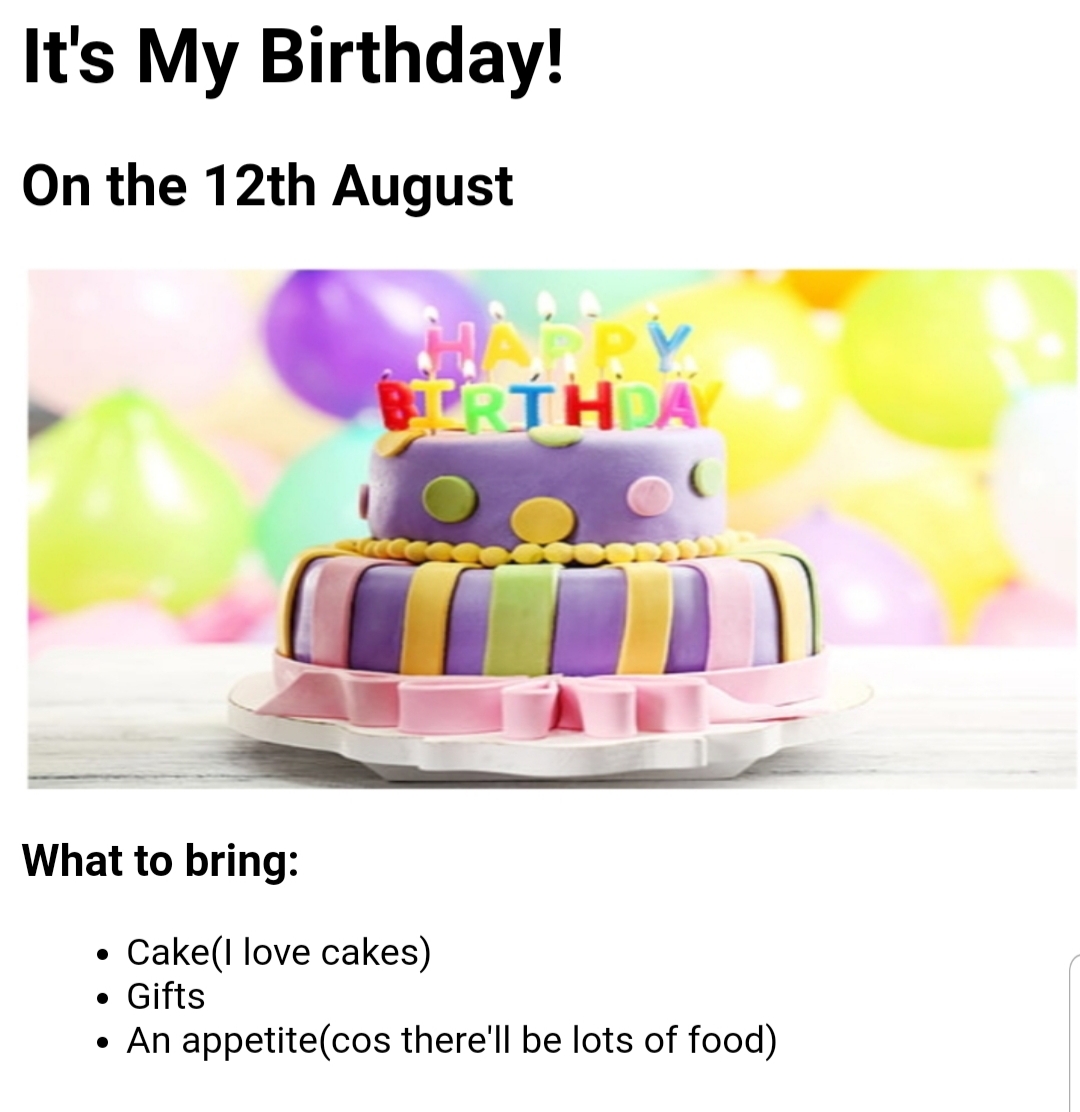 It's My Birthday!
On the 12th August
HAPPY
BIRTHDAY
What to bring:
Cake(I love cakes)
Gifts
An appetite(cos there'll be lots of food)